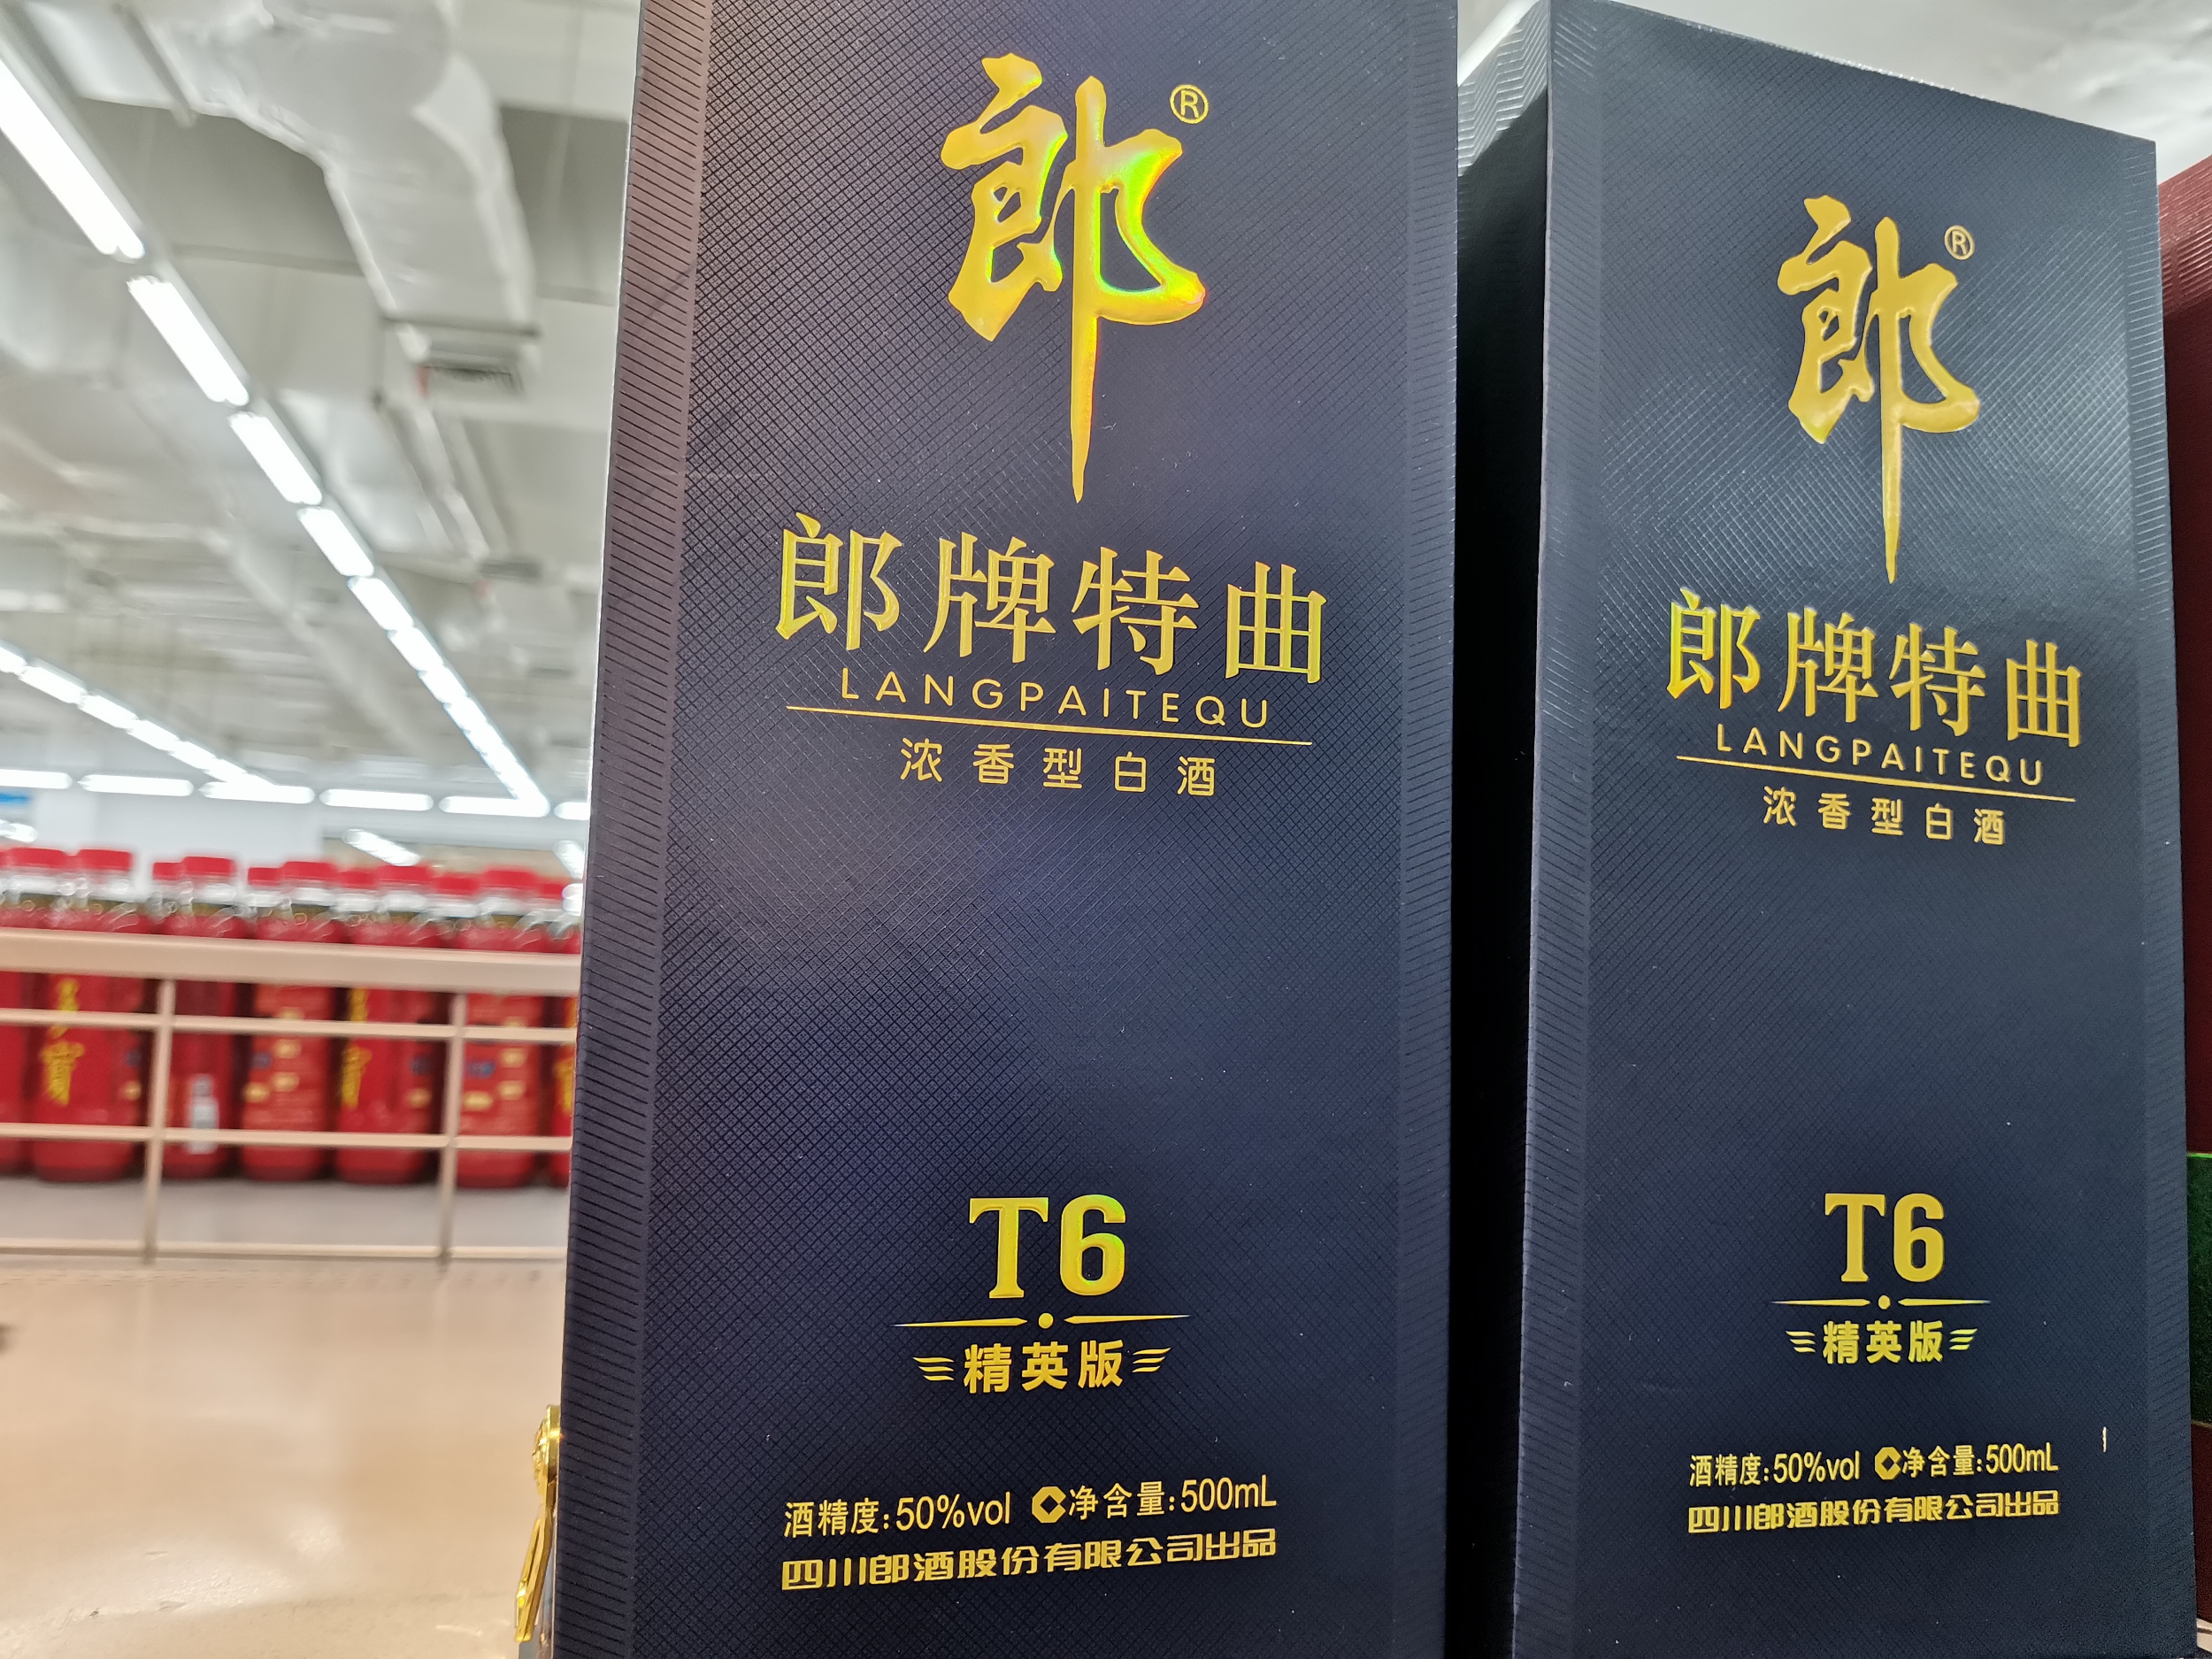 郎®
郎牌特曲
LANGPAITEQU
浓香型白酒
T6
精英版
酒精度:50%vol 净含量:500mL
四川郎酒股份有限公司出品
郎®
郎牌特曲
LANGPAITEQU
浓香型白酒
T6
精英版
酒精度:50%vol 净含量:500mL
四川郎酒股份有限公司出品